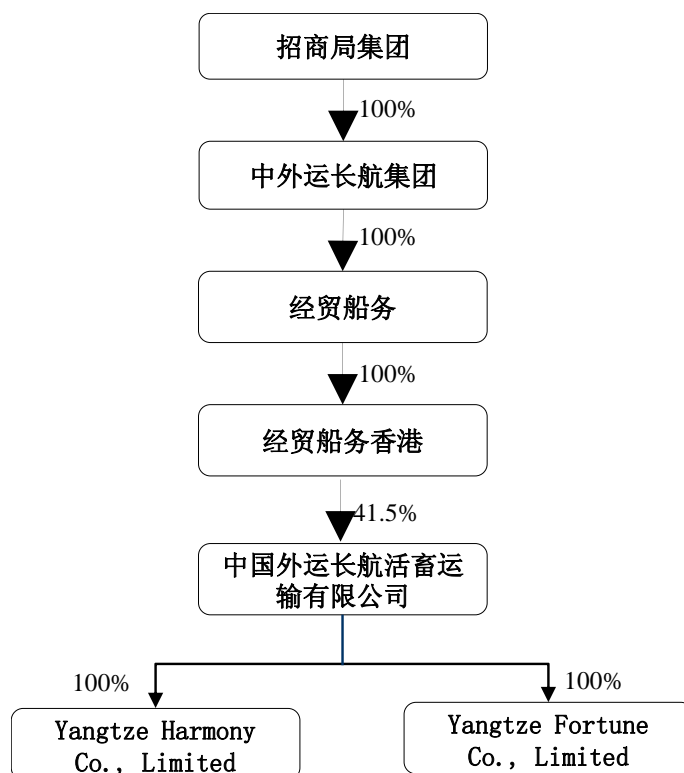 招商局集团
100%
中外运长航集团
100%
经贸船务
100%
经贸船务香港
41.5%
中国外运长航活畜运
输有限公司
100%
100%
Yangtze Harmony
Co., Limited
Yangtze Fortune
Co., Limited